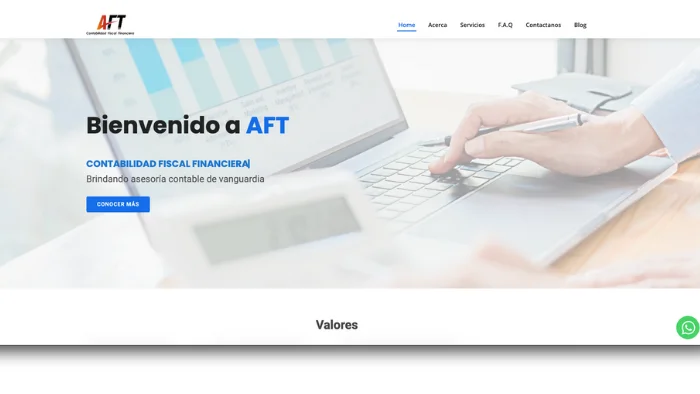 AFT
Contabilidad Fiscal Financiera
Home
Acerca
Servicios
F.A.Q
Contactanos
Blog
Bienvenido a AFT
CONTABILIDAD FISCAL FINANCIERA
Brindando asesoría contable de vanguardia
CONOCER MÁS
Valores